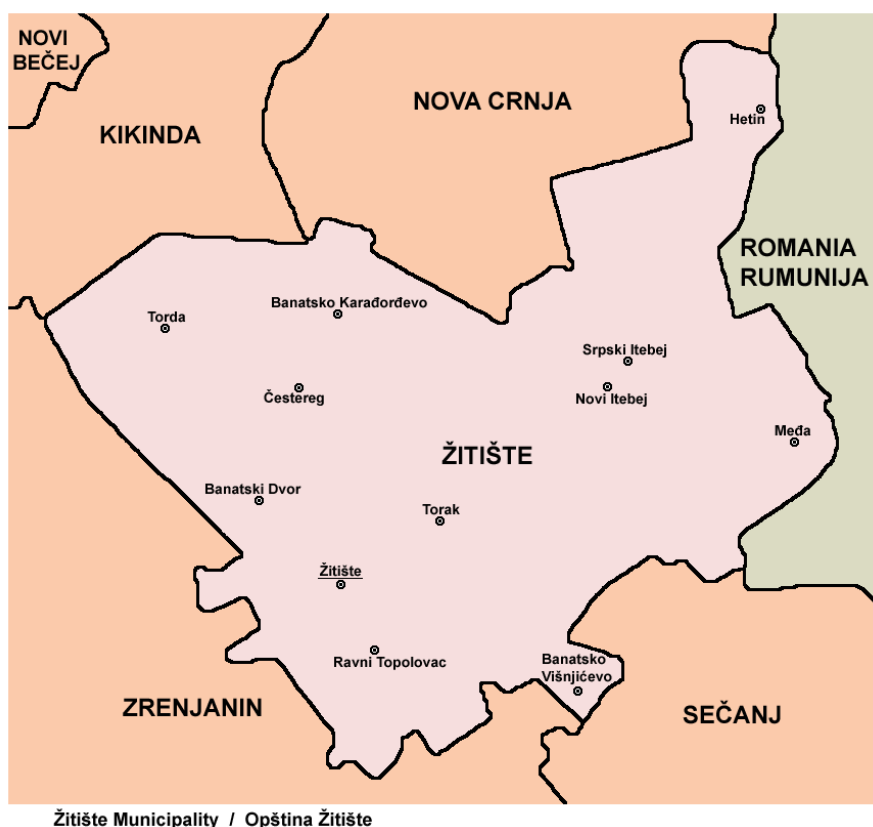 NOVI
BEČEJ
KIKINDA
NOVA CRNJA
Hetin
ROMANIA
RUMUNIJA
Banatsko Karađorđevo
Torda
Srpski Itebej
Čestereg
Novi Itebej
Međa
ŽITIŠTE
Banatski Dvor
Torak
Žitište
Ravni Topolovac
Banatsko
Višnjićevo
ZRENJANIN
SEČANJ
Žitište Municipality / Opština Žitište